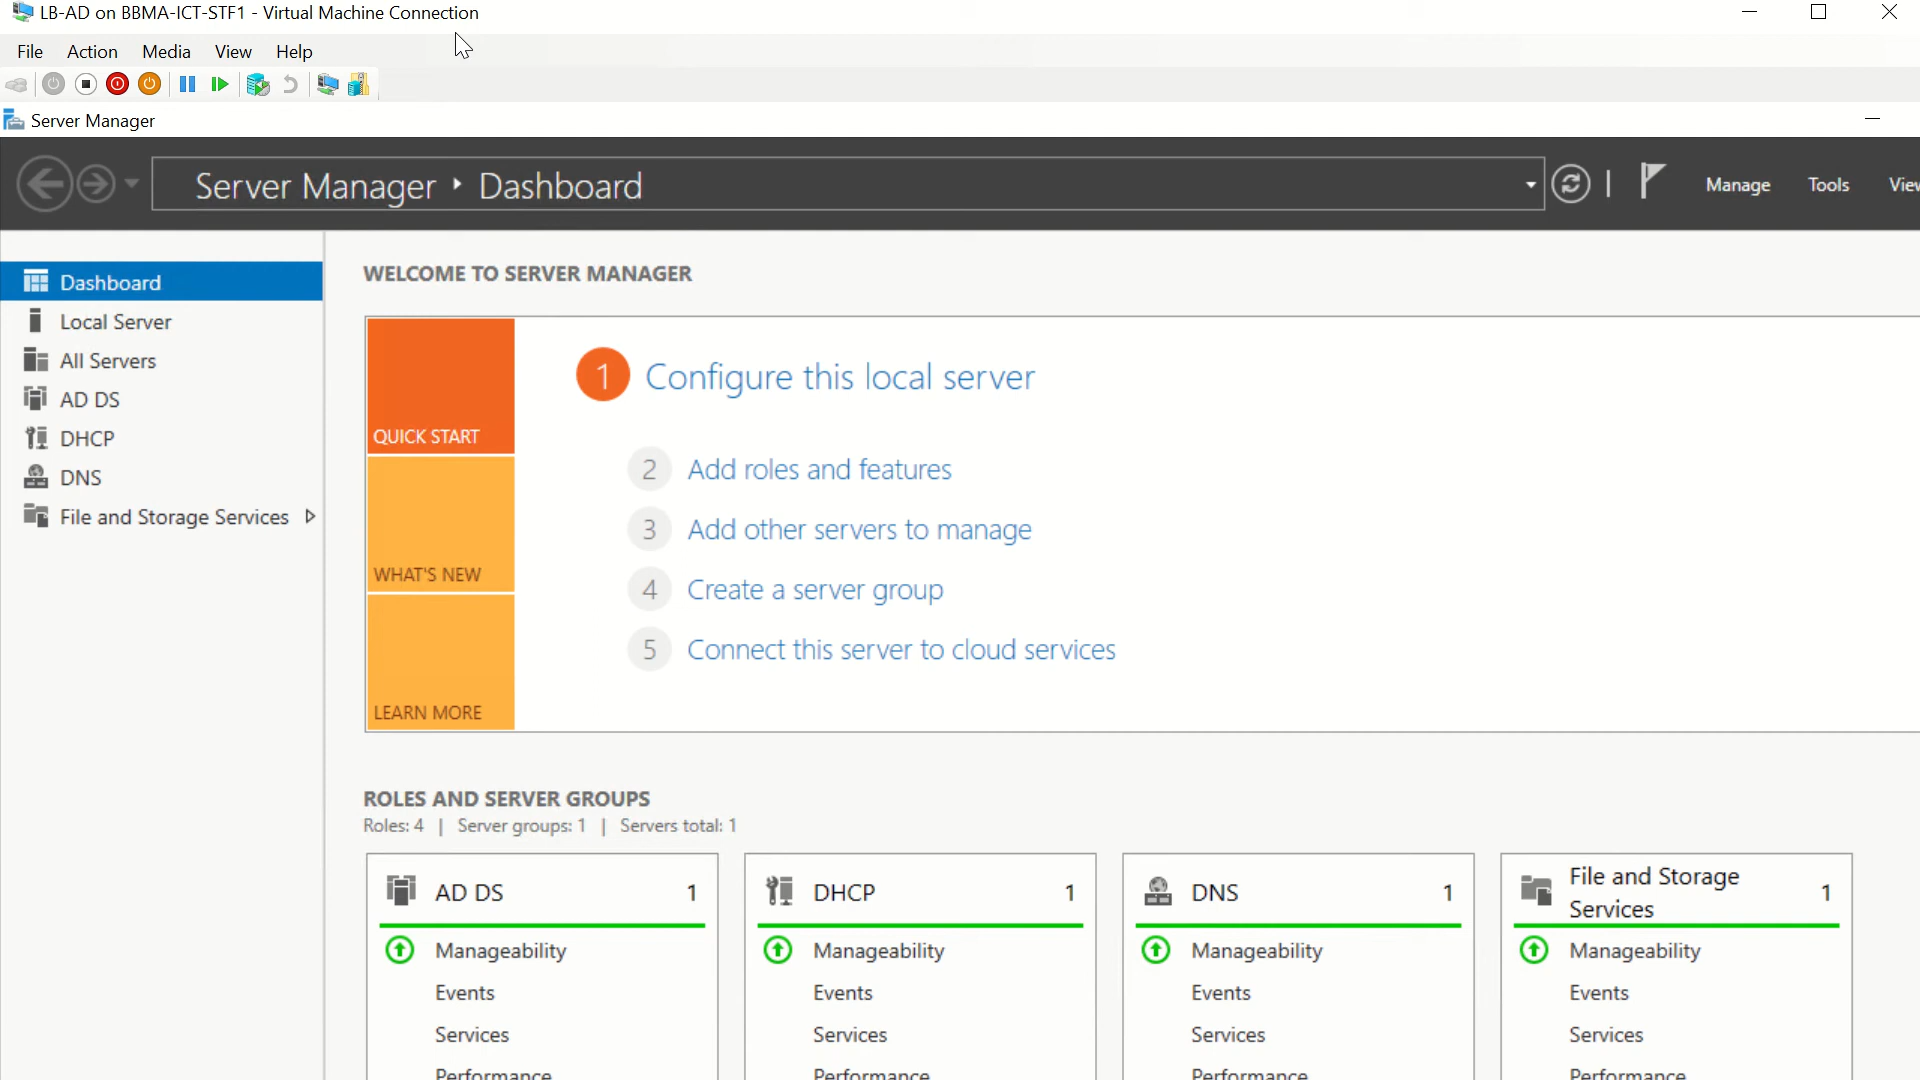 LB-AD on BBMA-ICT-STF1 - Virtual Machine Connection
File Action Media View Help
Server Manager
Server Manager ‣ Dashboard
Manage Tools View
Dashboard
Local Server
All Servers
AD DS
DHCP
DNS
File and Storage Services
WELCOME TO SERVER MANAGER
QUICK START
WHAT'S NEW
LEARN MORE
1 Configure this local server
2 Add roles and features
3 Add other servers to manage
4 Create a server group
5 Connect this server to cloud services
ROLES AND SERVER GROUPS
Roles: 4 | Server groups: 1 | Servers total: 1
AD DS 1
Manageability
Events
Services
Performance
DHCP 1
Manageability
Events
Services
Performance
DNS 1
Manageability
Events
Services
Performance
File and Storage
Services 1
Manageability
Events
Services
Performance